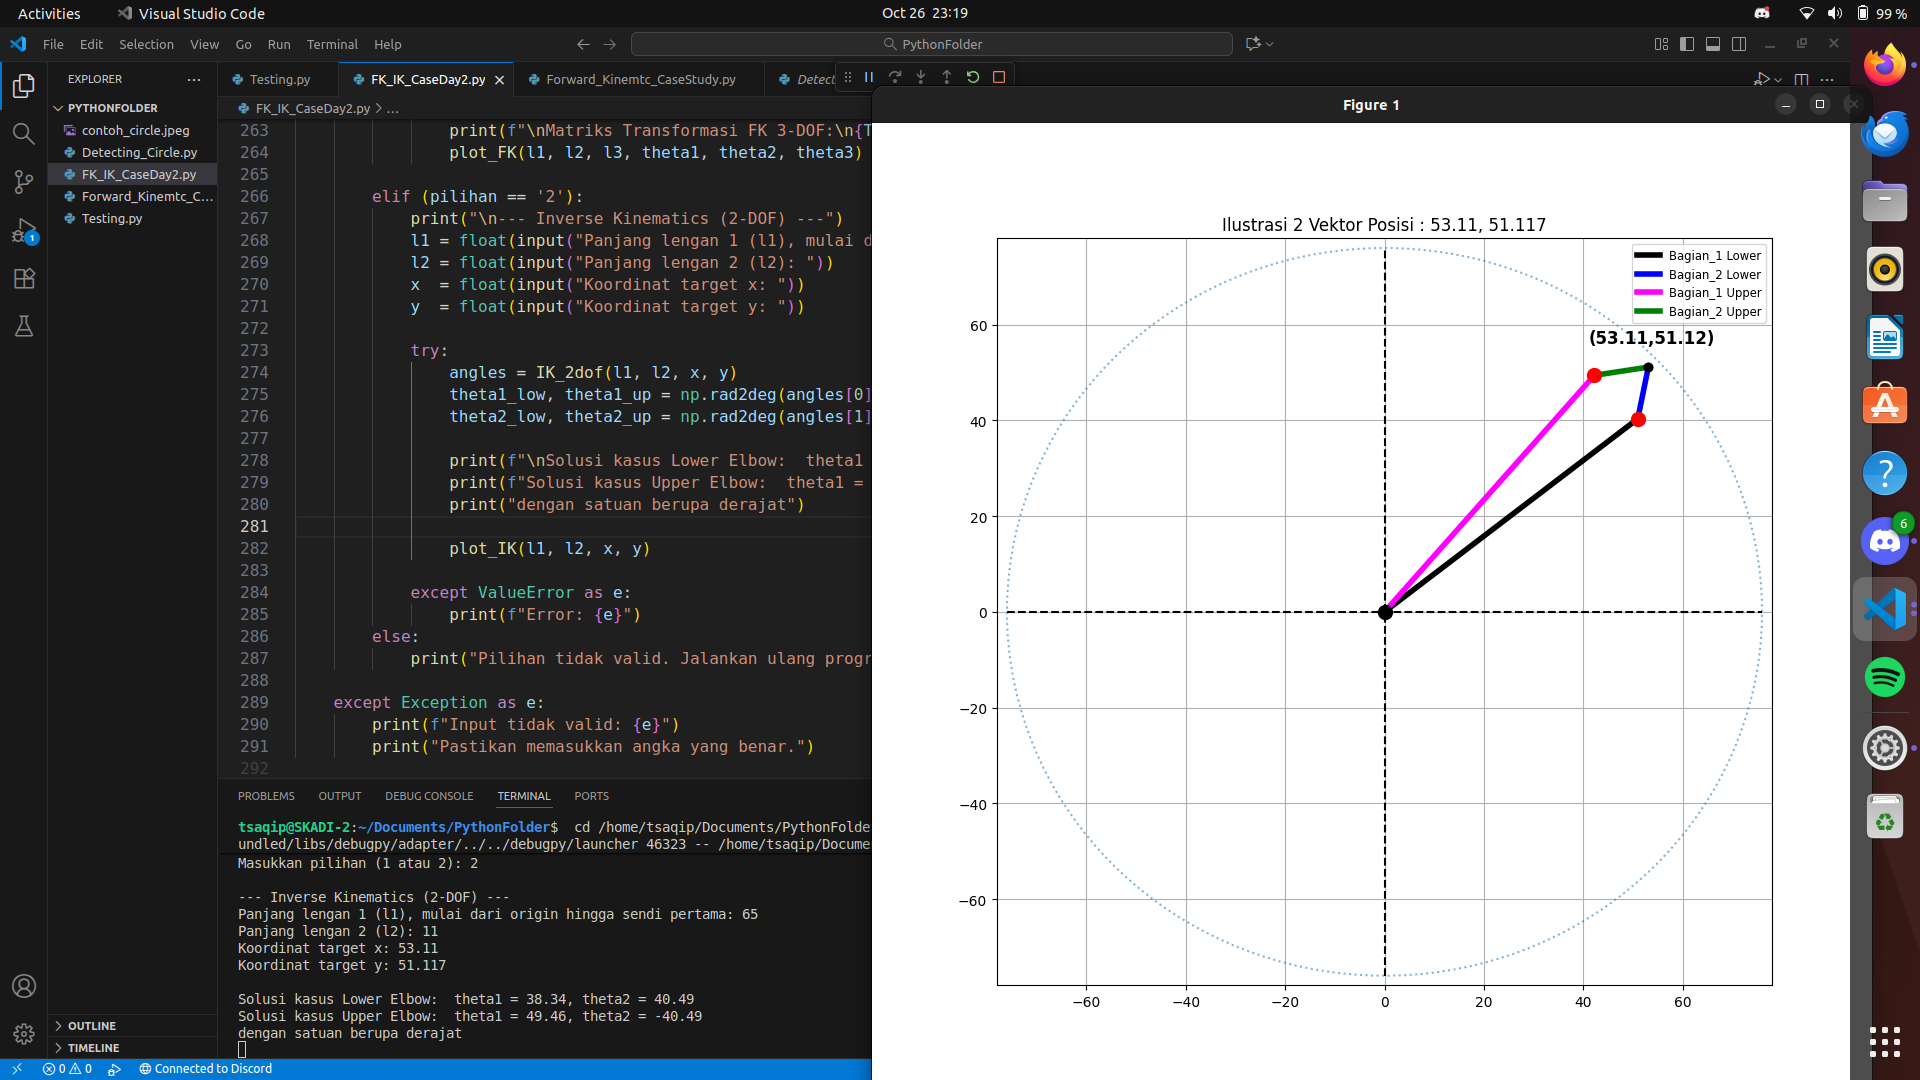 Activities
Visual Studio Code
Oct 26 23:19
99 %
File Edit Selection View Go Run Terminal Help
PythonFolder
EXPLORER
PYTHONFOLDER
contoh_circle.jpeg
Detecting_Circle.py
FK_IK_CaseDay2.py
Forward_Kinemtc_C...
Testing.py
OUTLINE
TIMELINE
1
Testing.py
FK_IK_CaseDay2.py
Forward_Kinemtc_CaseStudy.py
Detect
FK_IK_CaseDay2.py > ...
263 print(f"\nMatriks Transformasi FK 3-DOF:\n{T
264 plot_FK(l1, l2, l3, theta1, theta2, theta3)
265
266 elif (pilihan == '2'):
267 print("\n--- Inverse Kinematics (2-DOF) ---")
268 l1 = float(input("Panjang lengan 1 (l1), mulai d
269 l2 = float(input("Panjang lengan 2 (l2): "))
270 x  = float(input("Koordinat target x: "))
271 y  = float(input("Koordinat target y: "))
272
273 try:
274 angles = IK_2dof(l1, l2, x, y)
275 theta1_low, theta1_up = np.rad2deg(angles[0]
276 theta2_low, theta2_up = np.rad2deg(angles[1]
277
278 print(f"\nSolusi kasus Lower Elbow:  theta1
279 print(f"Solusi kasus Upper Elbow:  theta1 =
280 print("dengan satuan berupa derajat")
281
282 plot_IK(l1, l2, x, y)
283
284 except ValueError as e:
285 print(f"Error: {e}")
286 else:
287 print("Pilihan tidak valid. Jalankan ulang progr
288
289 except Exception as e:
290 print(f"Input tidak valid: {e}")
291 print("Pastikan memasukkan angka yang benar.")
292
PROBLEMS OUTPUT DEBUG CONSOLE TERMINAL PORTS
tsaqip@SKADI-2:~/Documents/PythonFolder$  cd /home/tsaqip/Documents/PythonFolde
undled/libs/debugpy/adapter/../../debugpy/launcher 46323 -- /home/tsaqip/Docume
Masukkan pilihan (1 atau 2): 2
--- Inverse Kinematics (2-DOF) ---
Panjang lengan 1 (l1), mulai dari origin hingga sendi pertama: 65
Panjang lengan 2 (l2): 11
Koordinat target x: 53.11
Koordinat target y: 51.117
Solusi kasus Lower Elbow:  theta1 = 38.34, theta2 = 40.49
Solusi kasus Upper Elbow:  theta1 = 49.46, theta2 = -40.49
dengan satuan berupa derajat
0 0 Connected to Discord
Figure 1
Ilustrasi 2 Vektor Posisi : 53.11, 51.117
Bagian_1 Lower
Bagian_2 Lower
Bagian_1 Upper
Bagian_2 Upper
(53.11,51.12)
60
40
20
0
−20
−40
−60
−60 −40 −20 0 20 40 60
6